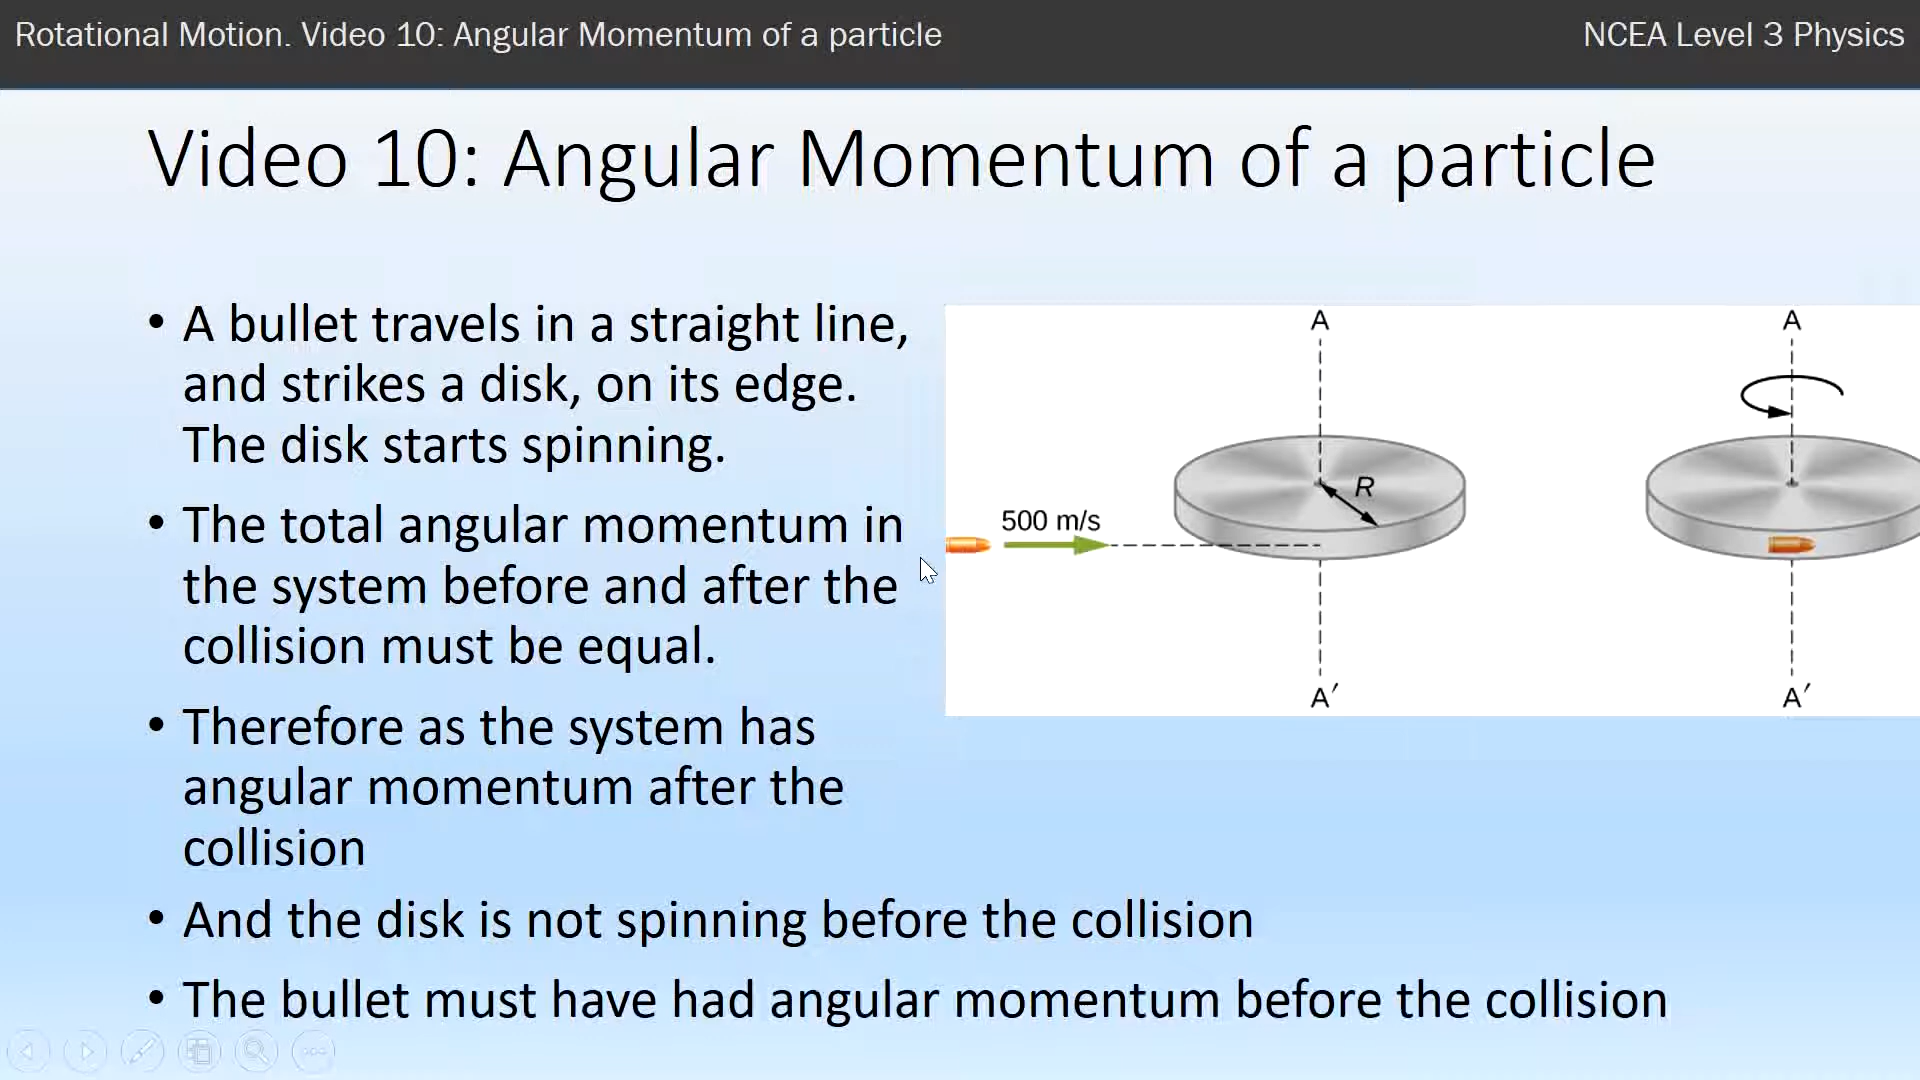 Rotational Motion. Video 10: Angular Momentum of a particle
NCEA Level 3 Physics
Video 10: Angular Momentum of a particle
• A bullet travels in a straight line,
and strikes a disk, on its edge.
The disk starts spinning.
• The total angular momentum in
the system before and after the
collision must be equal.
• Therefore as the system has
angular momentum after the
collision
• And the disk is not spinning before the collision
• The bullet must have had angular momentum before the collision
A
A
R
500 m/s
A′
A′